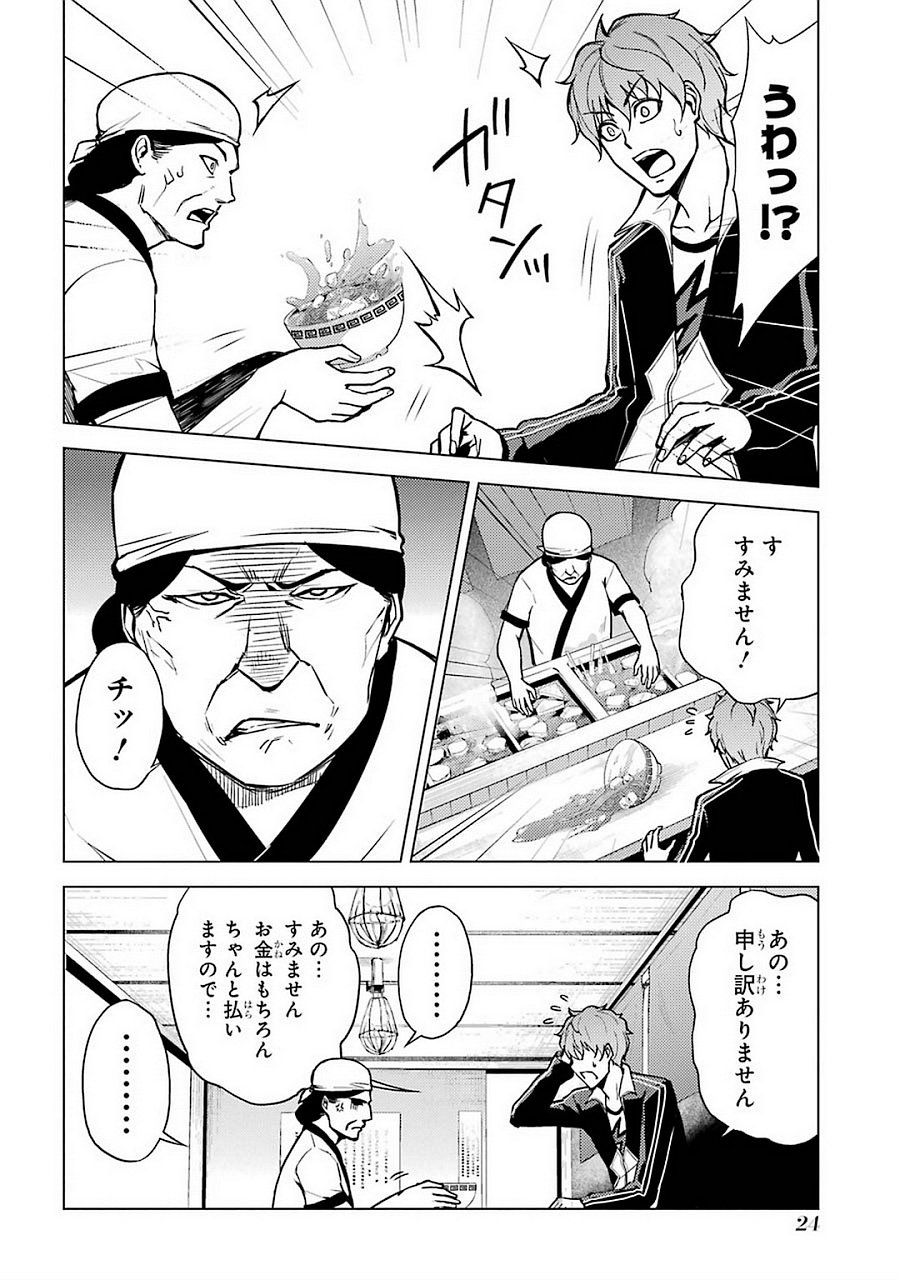 うわっ!?
ガタンッ
す
すみません!
チッ!
あの…
申し訳ありません
………
あの…
すみません
お金はもちろん
ちゃんと払い
ますので…
………
24